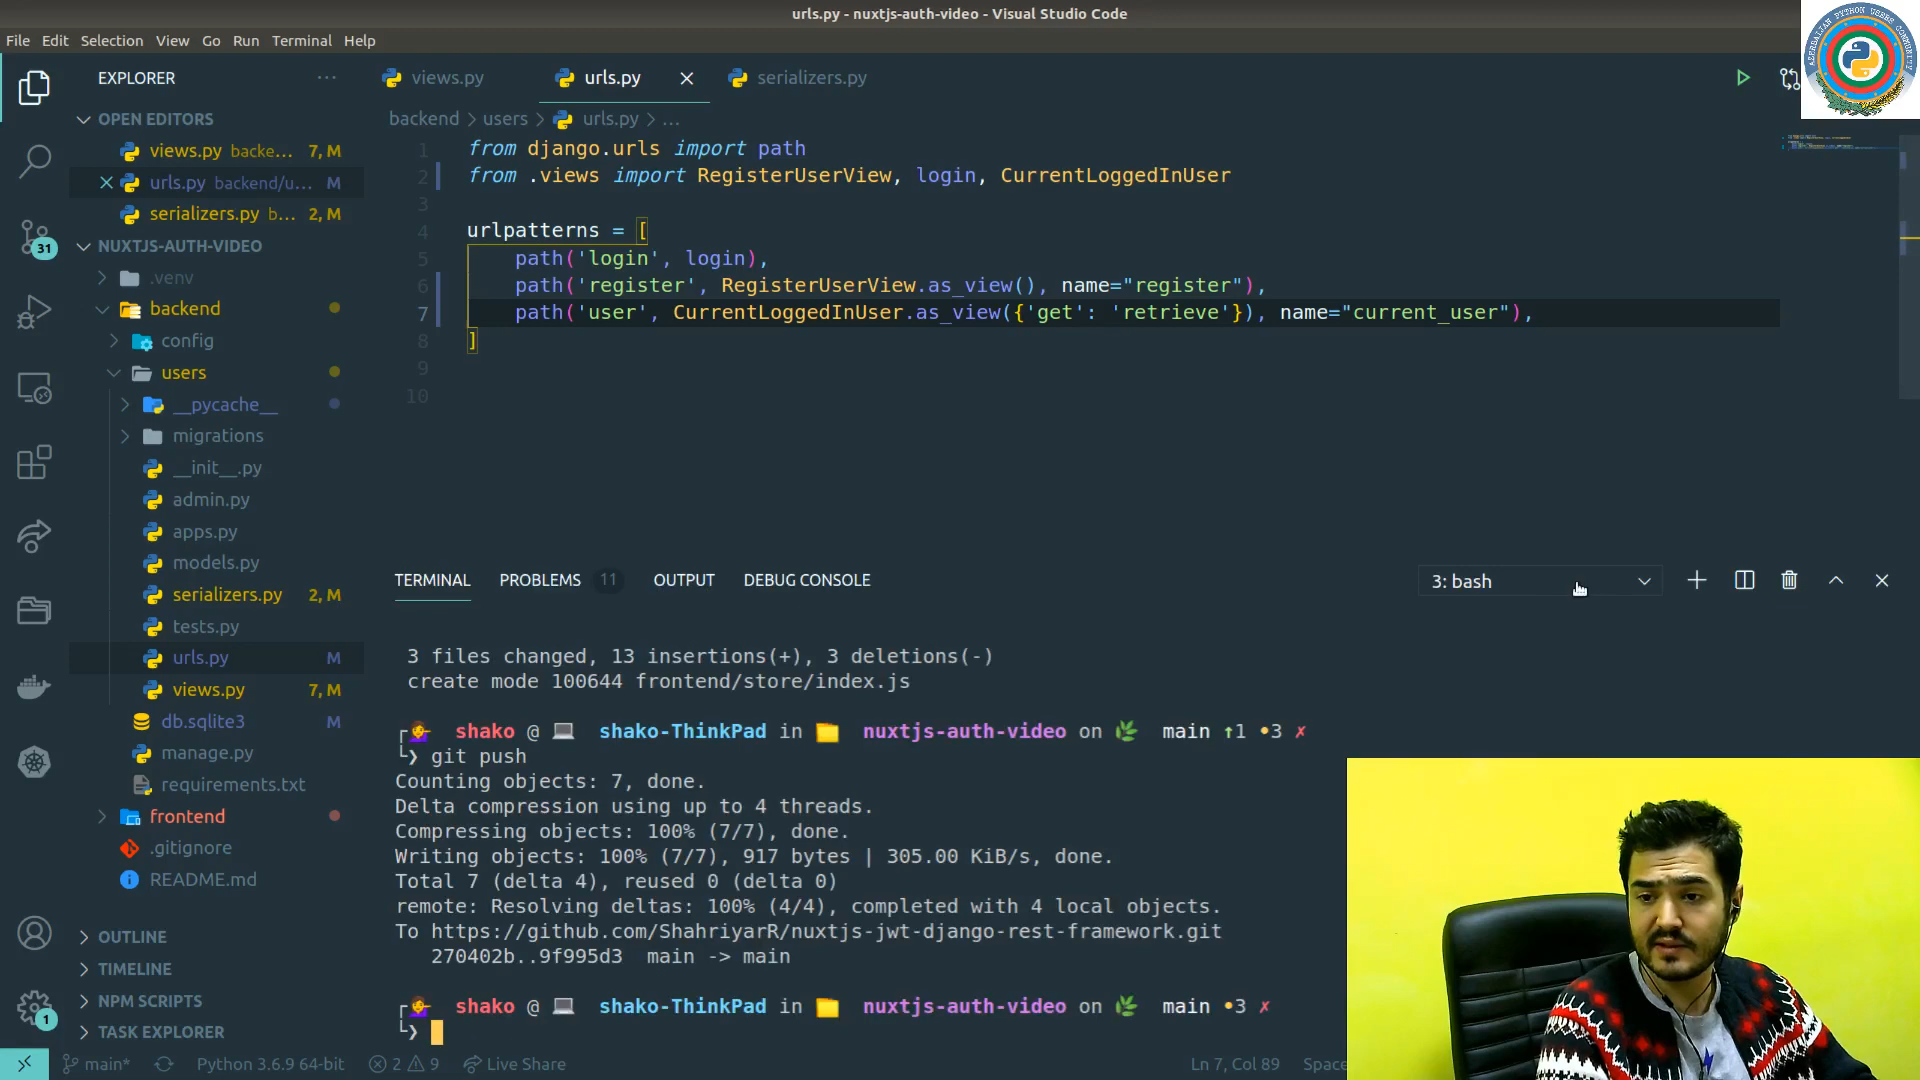 urls.py - nuxtjs-auth-video - Visual Studio Code
File Edit Selection View Go Run Terminal Help
AZERBAIJAN PYTHON USERS COMMUNITY
EXPLORER
views.py
urls.py
serializers.py
OPEN EDITORS
views.py backe... 7, M
urls.py backend/u... M
serializers.py b... 2, M
NUXTJS-AUTH-VIDEO
31
.venv
backend
config
users
__pycache__
migrations
__init__.py
admin.py
apps.py
models.py
serializers.py 2, M
tests.py
urls.py M
views.py 7, M
db.sqlite3 M
manage.py
requirements.txt
frontend
.gitignore
README.md
OUTLINE
TIMELINE
NPM SCRIPTS
1
TASK EXPLORER
backend > users > urls.py > ...
1 from django.urls import path
2 from .views import RegisterUserView, login, CurrentLoggedInUser
3
4 urlpatterns = [
5 path('login', login),
6 path('register', RegisterUserView.as_view(), name="register"),
7 path('user', CurrentLoggedInUser.as_view({'get': 'retrieve'}), name="current_user"),
8 ]
9
10
TERMINAL PROBLEMS 11 OUTPUT DEBUG CONSOLE
3: bash
3 files changed, 13 insertions(+), 3 deletions(-)
create mode 100644 frontend/store/index.js
shako @ shako-ThinkPad in nuxtjs-auth-video on main ↑1 •3 ✗
❯ git push
Counting objects: 7, done.
Delta compression using up to 4 threads.
Compressing objects: 100% (7/7), done.
Writing objects: 100% (7/7), 917 bytes | 305.00 KiB/s, done.
Total 7 (delta 4), reused 0 (delta 0)
remote: Resolving deltas: 100% (4/4), completed with 4 local objects.
To https://github.com/ShahriyarR/nuxtjs-jwt-django-rest-framework.git
270402b..9f995d3 main -> main
shako @ shako-ThinkPad in nuxtjs-auth-video on main •3 ✗
❯
main* Python 3.6.9 64-bit 2 9 Live Share Ln 7, Col 89